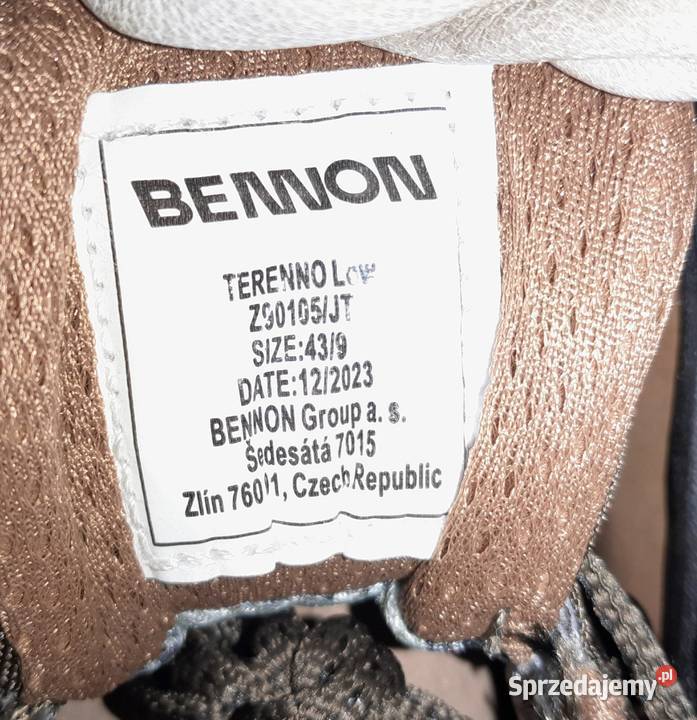 BENNON
TERENNO Low
Z90105/JT
SIZE:43/9
DATE:12/2023
BENNON Group a. s.
Šedesátá 7015
Zlín 76011, Czech Republic
Sprzedajemy.pl